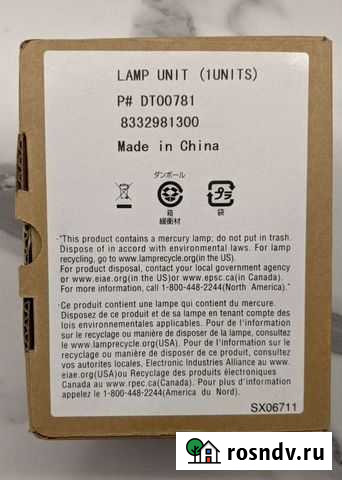 LAMP UNIT (1UNITS)
P# DT00781
8332981300
Made in China
ダンボール
箱
緩衝材
プラ
袋
"This product contains a mercury lamp; do not put in trash.
Dispose of in accord with environmental laws. For lamp
recycling, go to www.lamprecycle.org(in the US).
For product disposal, contact your local government agency
or www.eiae.org(in the US) or www.epsc.ca(in Canada).
For more information, call 1-800-448-2244(North America)."
"Ce produit contient une lampe qui contient du mercure.
Disposez de ce produit et de sa lampe en tenant compte des
lois environnementales applicables. Pour de l'information
sur le recyclage ou manière de disposer de la lampe, consultez
le www.lamprecycle.org(USA). Pour de l'information sur le
recyclage ou manière de disposer de ce produit, consultez
vos autorites locales, Electronic Industries Alliance au www.
eiae.org(USA)ou Recyclage des produits électroniques
Canada au www.rpec.ca(in Canada). Pour plus d'information,
appelez le 1-800-448-2244(Amerika du Nord).
SX06711
rosndv.ru